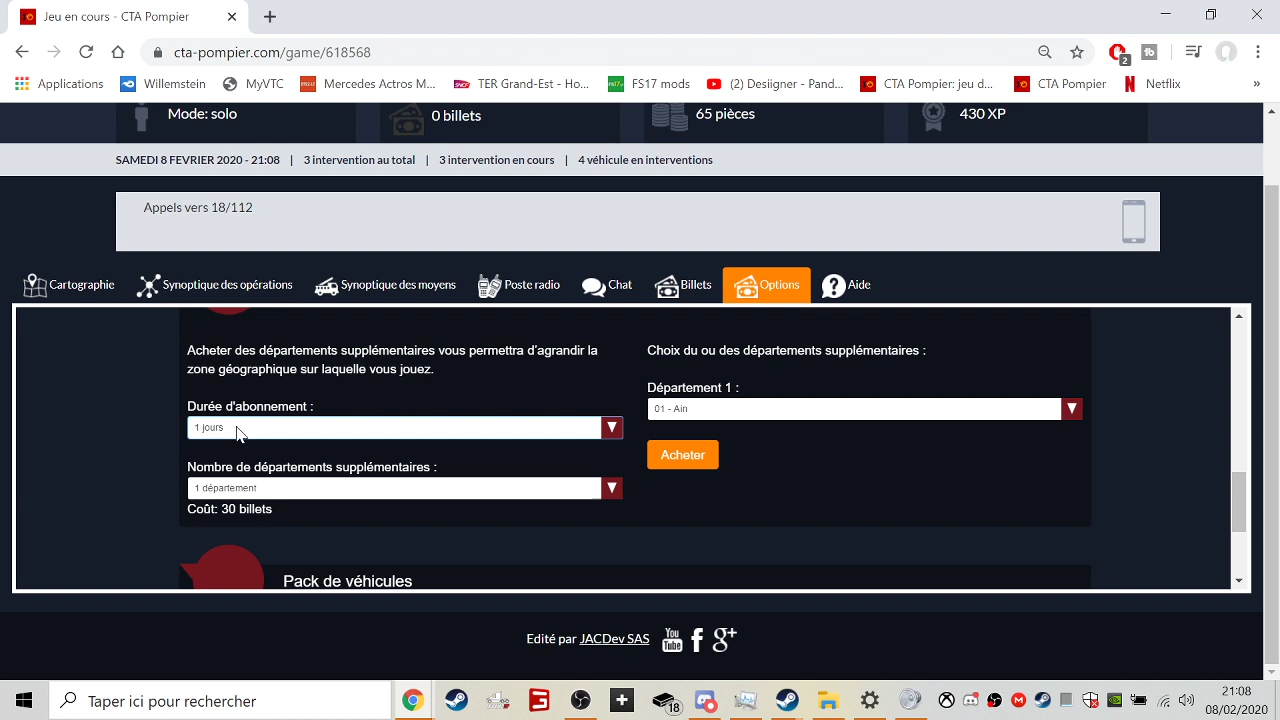 Jeu en cours - CTA Pompier
cta-pompier.com/game/618568
2
Applications
Willemstein
MyVTC
Mercedes Actros M...
TER Grand-Est - Ho...
FS17 mods
(2) Desiigner - Pand...
CTA Pompier: jeu d...
CTA Pompier
Netflix
»
Mode: solo
0 billets
65 pièces
430 XP
SAMEDI 8 FEVRIER 2020 - 21:08 | 3 intervention au total | 3 intervention en cours | 4 véhicule en interventions
Appels vers 18/112
Cartographie
Synoptique des opérations
Synoptique des moyens
Poste radio
Chat
Billets
Options
Aide
Acheter des départements supplémentaires vous permettra d'agrandir la
zone géographique sur laquelle vous jouez.
Durée d'abonnement :
1 jours
Nombre de départements supplémentaires :
1 département
Coût: 30 billets
Choix du ou des départements supplémentaires :
Département 1 :
01 - Ain
Acheter
Pack de véhicules
Edité par JACDev SAS
You
Tube
Taper ici pour rechercher
18
21:08
08/02/2020